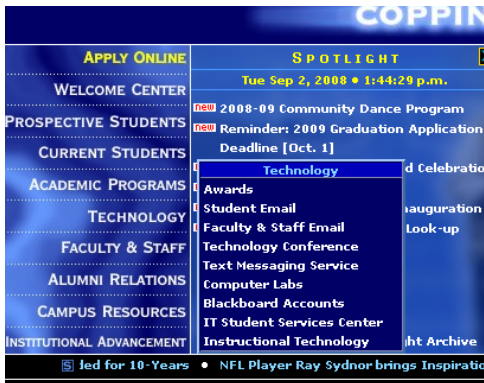 COPPIN
APPLY ONLINE
WELCOME CENTER
PROSPECTIVE STUDENTS
CURRENT STUDENTS
ACADEMIC PROGRAMS
TECHNOLOGY
FACULTY & STAFF
ALUMNI RELATIONS
CAMPUS RESOURCES
INSTITUTIONAL ADVANCEMENT
SPOTLIGHT
Tue Sep 2, 2008 • 1:44:29 p.m.
new 2008-09 Community Dance Program
new Reminder: 2009 Graduation Application
Deadline [Oct. 1]
d Celebratio
auguration
Look-up
ght Archive
Technology
Awards
Student Email
Faculty & Staff Email
Technology Conference
Text Messaging Service
Computer Labs
Blackboard Accounts
IT Student Services Center
Instructional Technology
S ded for 10-Years • NFL Player Ray Sydnor brings Inspiratio